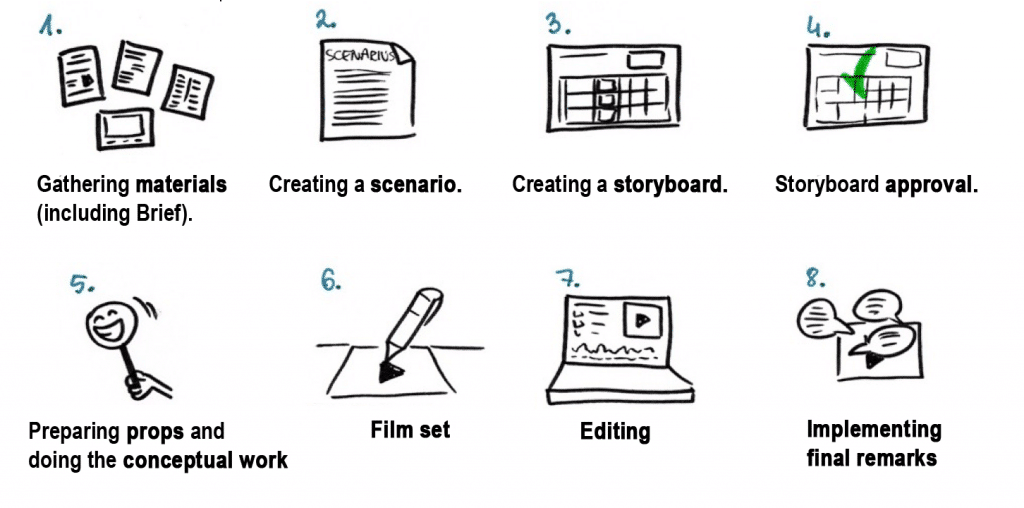 1.
SCENARIUSZ
Gathering materials
(including Brief).
2.
Creating a scenario.
3.
Creating a storyboard.
4.
Storyboard approval.
5.
Preparing props and
doing the conceptual work
6.
Film set
7.
Editing
8.
Implementing
final remarks